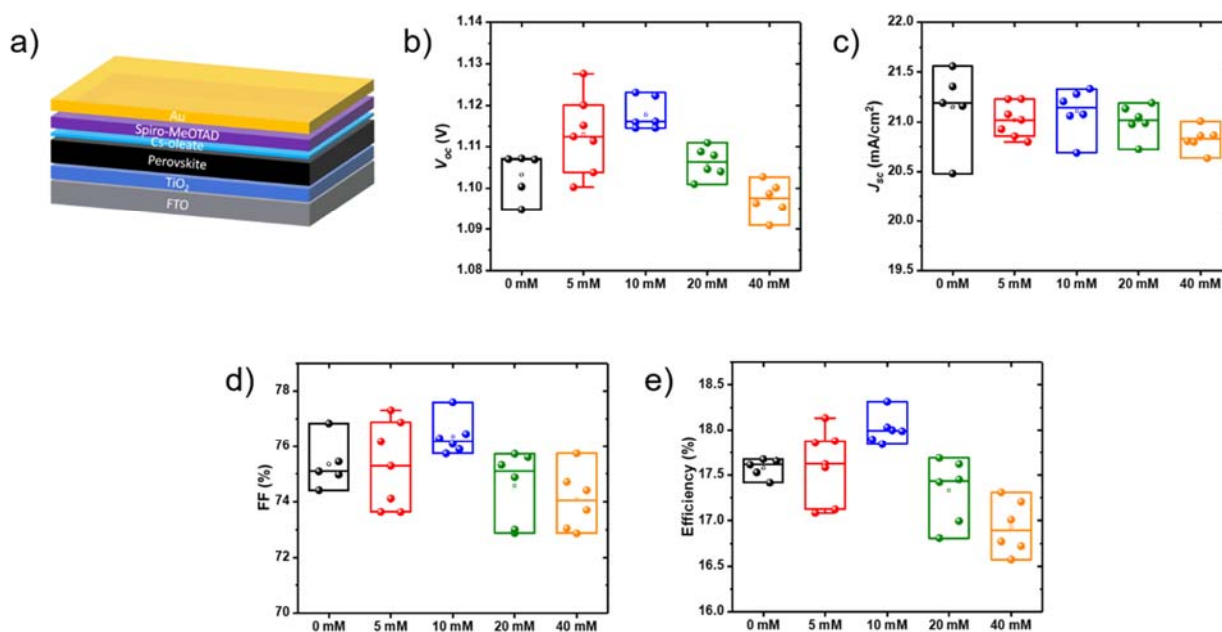 a)
Au
Spiro-MeOTAD
Cs-oleate
Perovskite
TiO2
FTO
b)
1.14
1.13
1.12
1.11
1.10
1.09
1.08
Voc (V)
0 mM 5 mM 10 mM 20 mM 40 mM
c)
22.0
21.5
21.0
20.5
20.0
19.5
Jsc (mA/cm2)
0 mM 5 mM 10 mM 20 mM 40 mM
d)
78
76
74
72
70
FF (%)
0 mM 5 mM 10 mM 20 mM 40 mM
e)
18.5
18.0
17.5
17.0
16.5
16.0
Efficiency (%)
0 mM 5 mM 10 mM 20 mM 40 mM